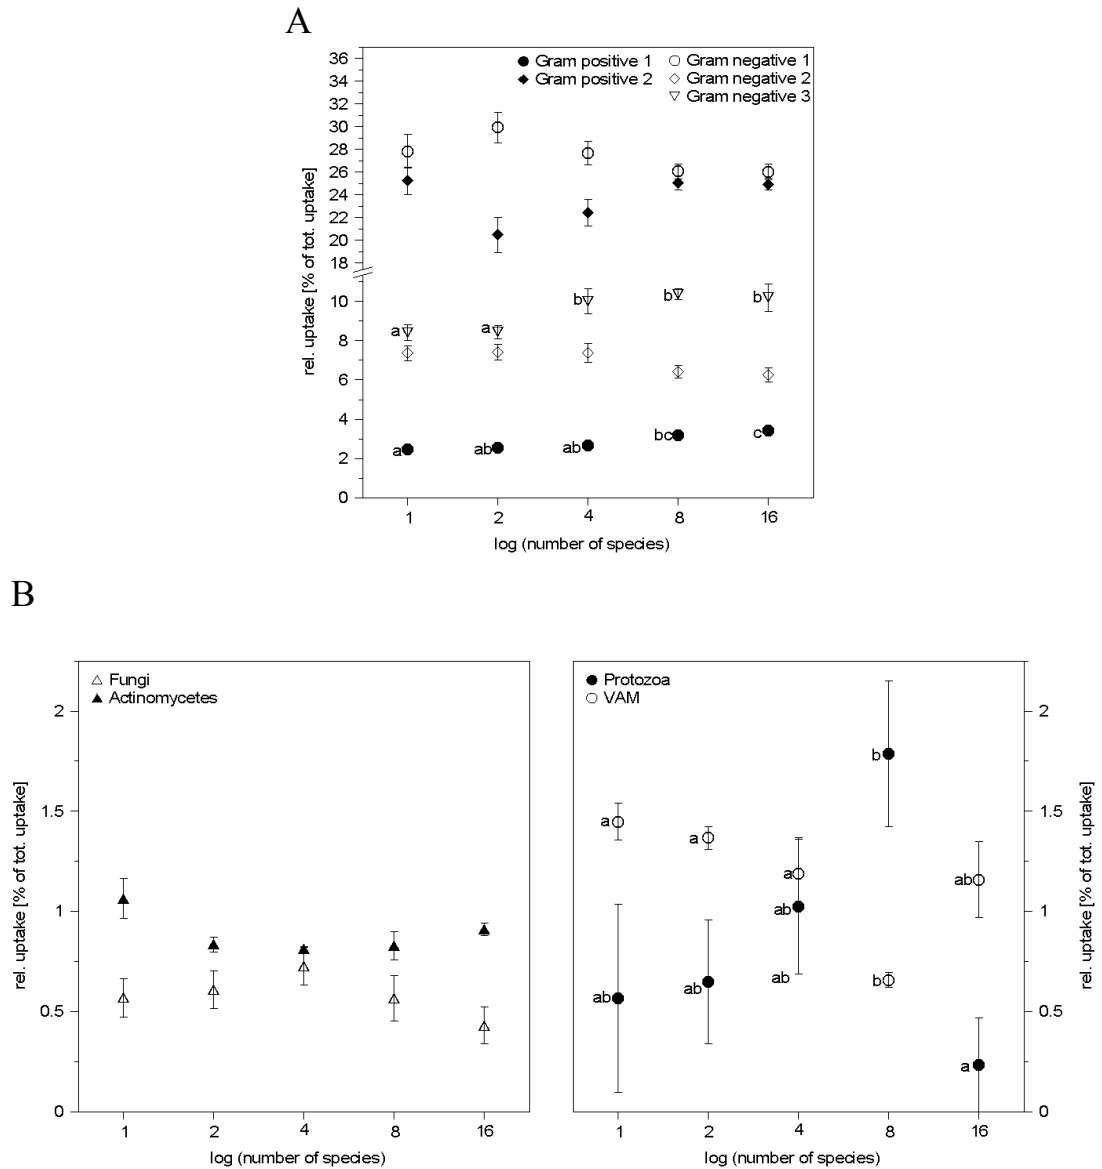 A
36
34
32
30
28
26
24
22
20
18
10
8
6
4
2
0
rel. uptake [% of tot. uptake]
Gram positive 1
Gram positive 2
Gram negative 1
Gram negative 2
Gram negative 3
a
a
b
b
b
a
ab
ab
bc
c
1
2
4
8
16
log (number of species)
B
Fungi
Actinomycetes
2
1.5
1
0.5
0
rel. uptake [% of tot. uptake]
1
2
4
8
16
log (number of species)
Protozoa
VAM
b
a
a
a
ab
ab
ab
ab
ab
b
a
2
1.5
1
0.5
0
rel. uptake [% of tot. uptake]
1
2
4
8
16
log (number of species)